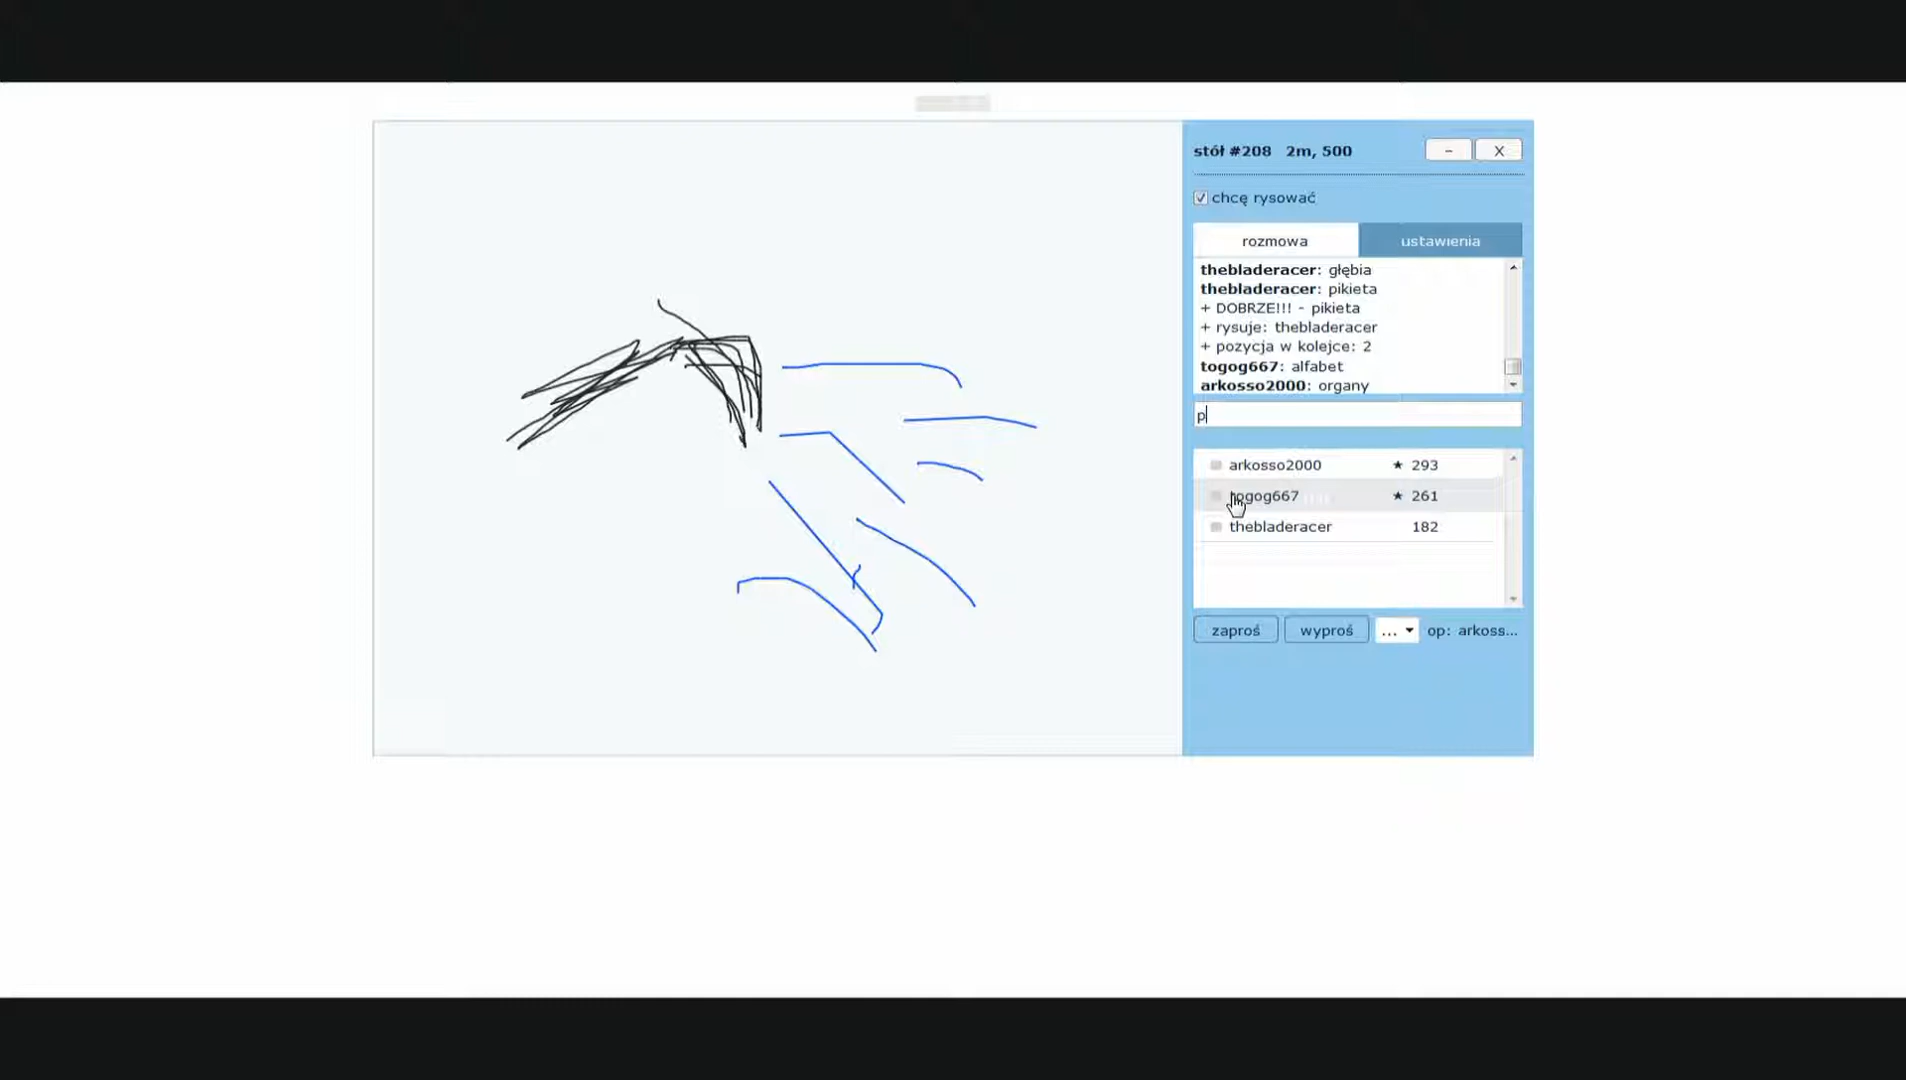 stół #208 2m, 500
– X
chcę rysować
rozmowa ustawienia
thebladeracer: głębia
thebladeracer: pikieta
+ DOBRZE!!! - pikieta
+ rysuje: thebladeracer
+ pozycja w kolejce: 2
togog667: alfabet
arkosso2000: organy
p
arkosso2000 ★ 293
togog667 ★ 261
thebladeracer 182
zaproś wyproś ... op: arkoss...